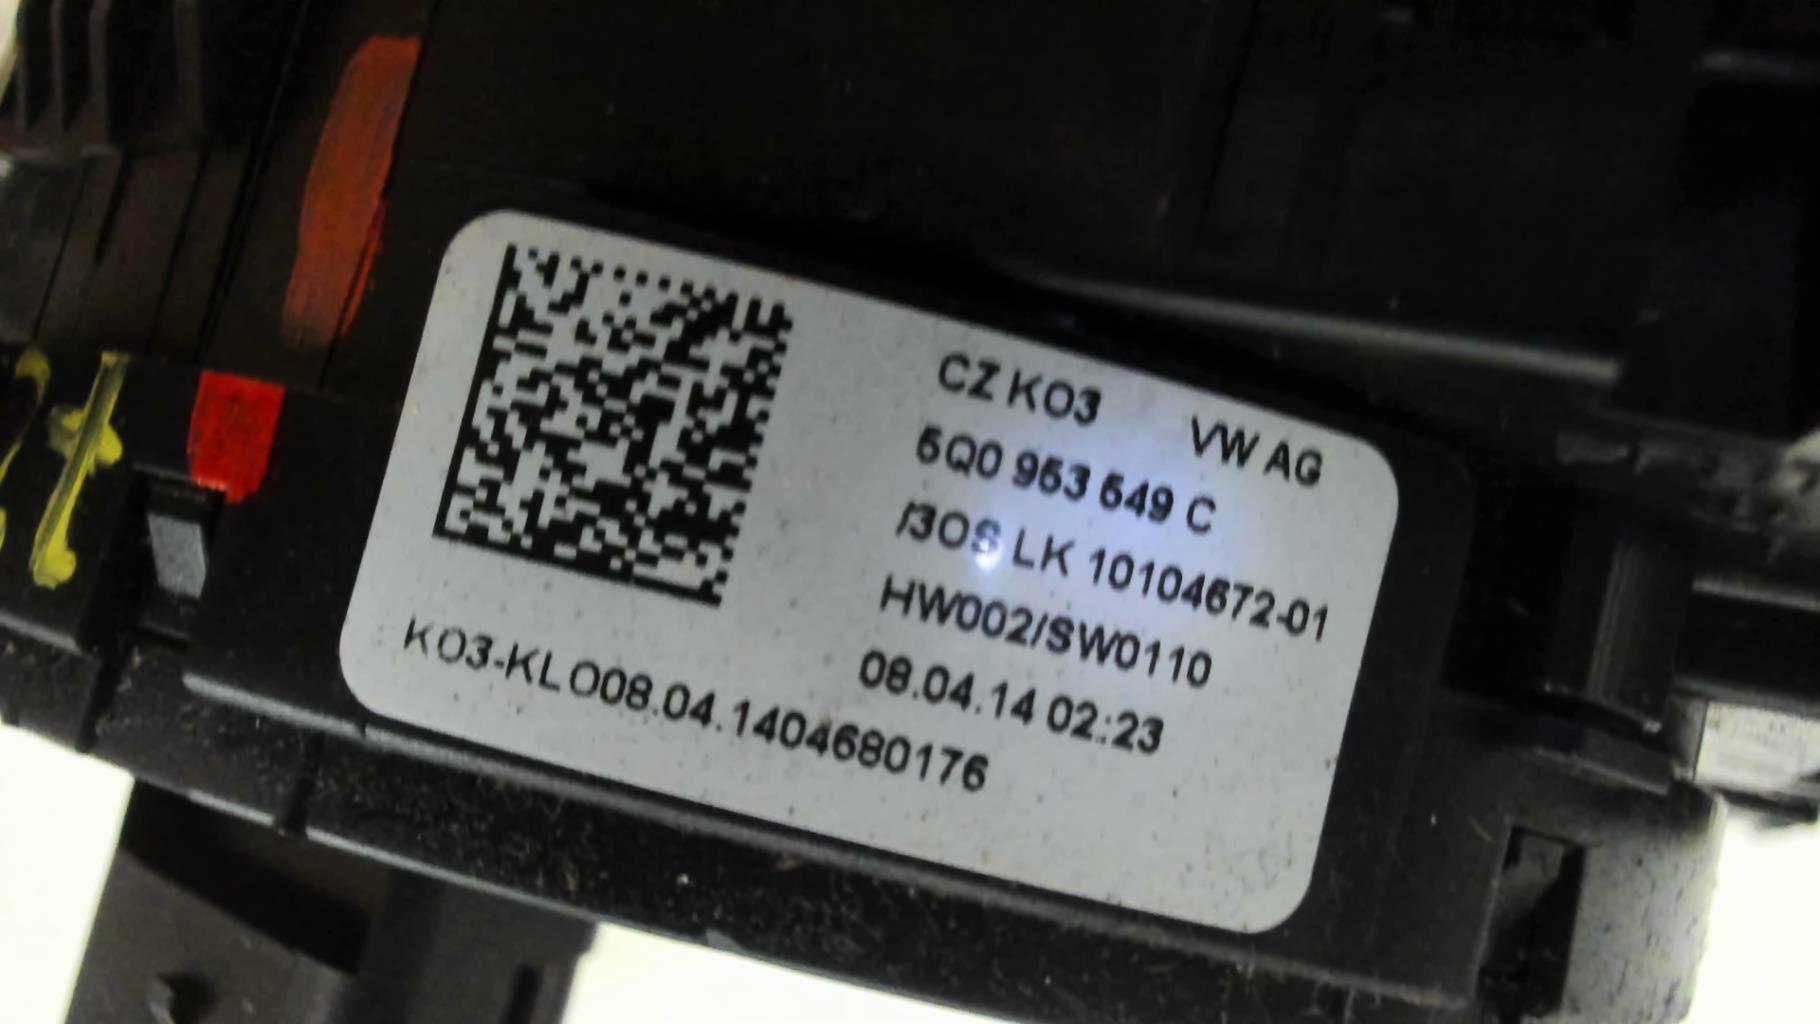 CZ KO3 VW AG
5Q0 953 549 C
/3OS LK 10104672-01
HW002/SW0110
08.04.14 02:23
KO3-KLO08.04.1404680176